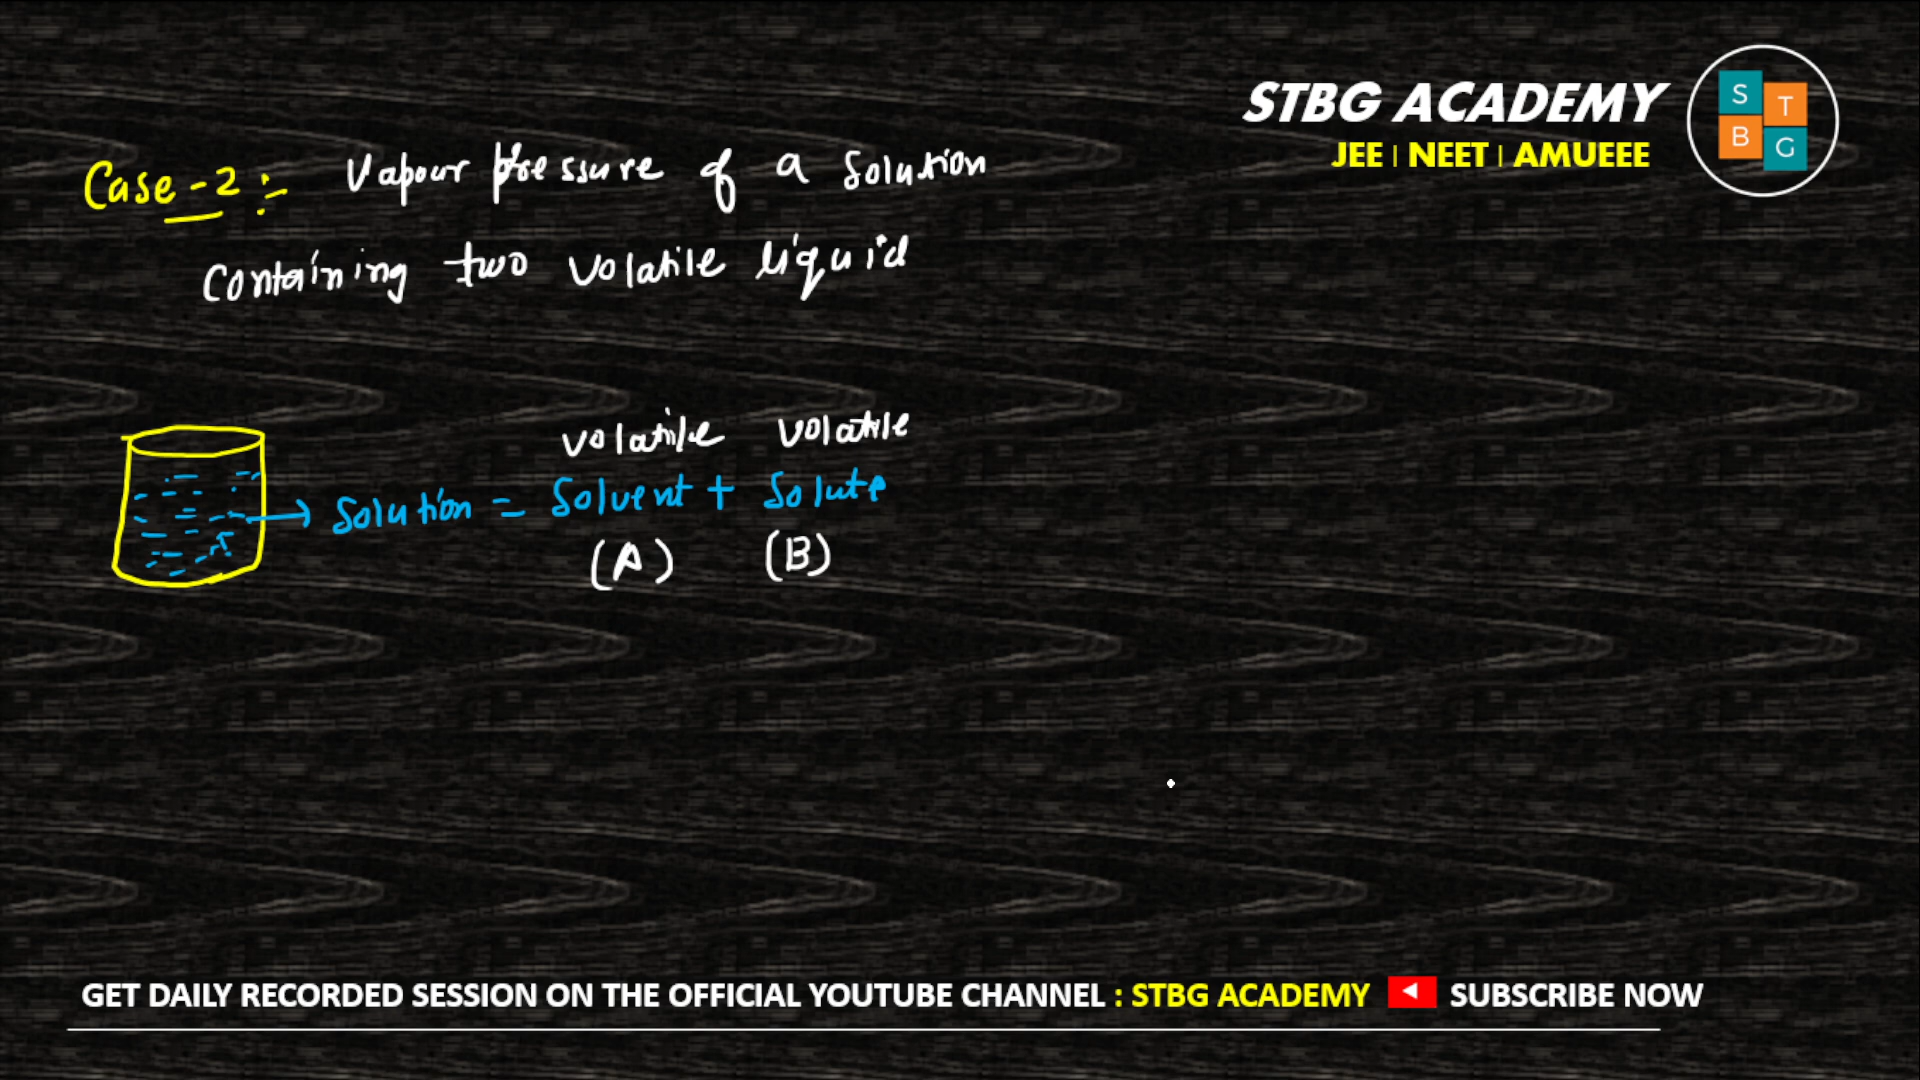 STBG ACADEMY
JEE | NEET | AMUEEE
S T
B G
Case-2 :- Vapour Pressure of a Solution
Containing two volatile liquid
volatile volatile
Solution = Solvent + Solute
(A) (B)
GET DAILY RECORDED SESSION ON THE OFFICIAL YOUTUBE CHANNEL : STBG ACADEMY SUBSCRIBE NOW